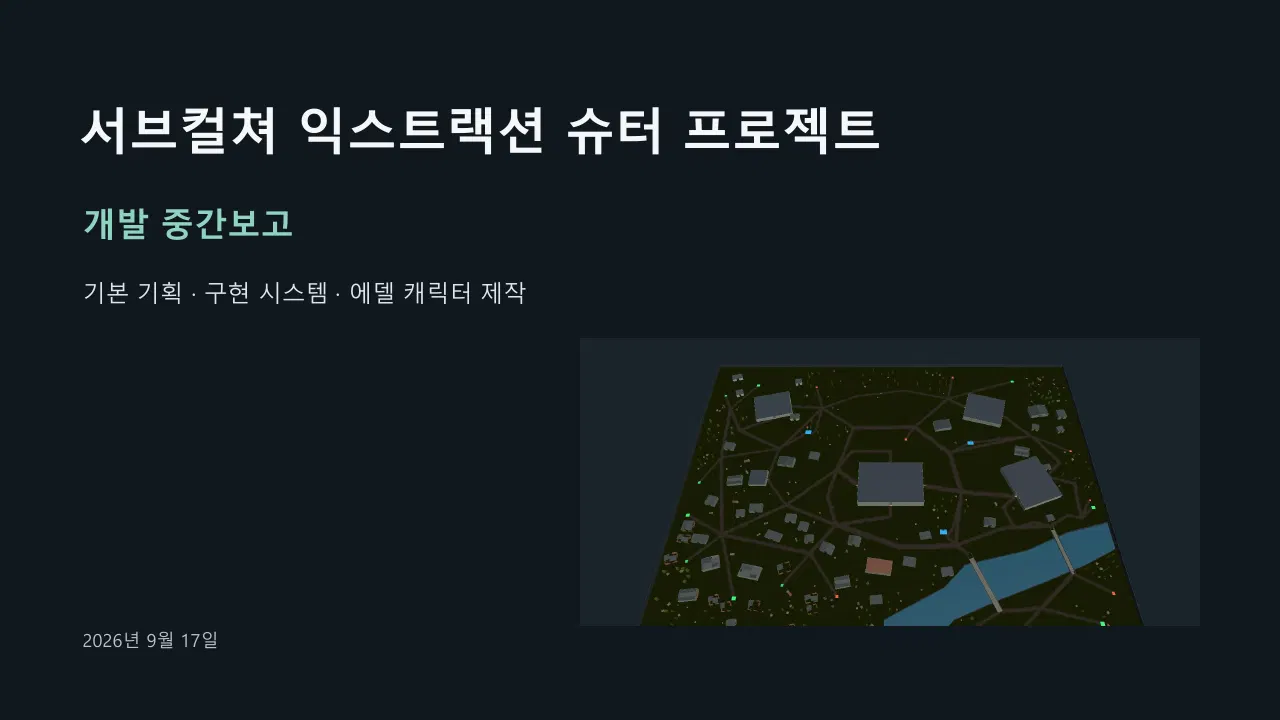 서브컬쳐 익스트랙션 슈터 프로젝트
개발 중간보고
기본 기획 · 구현 시스템 · 에델 캐릭터 제작
2026년 9월 17일